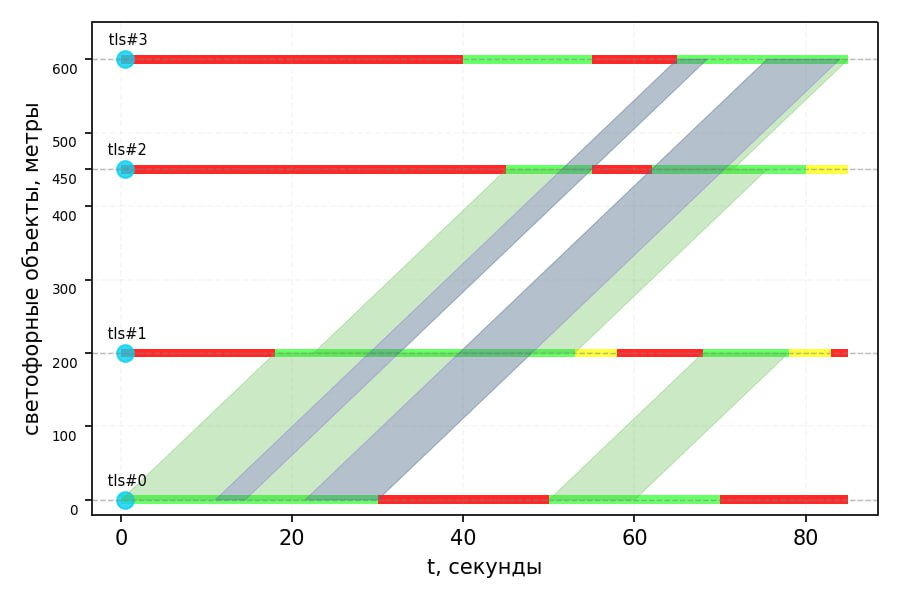 tls#3
600
500
tls#2
450
400
300
tls#1
200
100
tls#0
0
светофорные объекты, метры
0 20 40 60 80
t, секунды